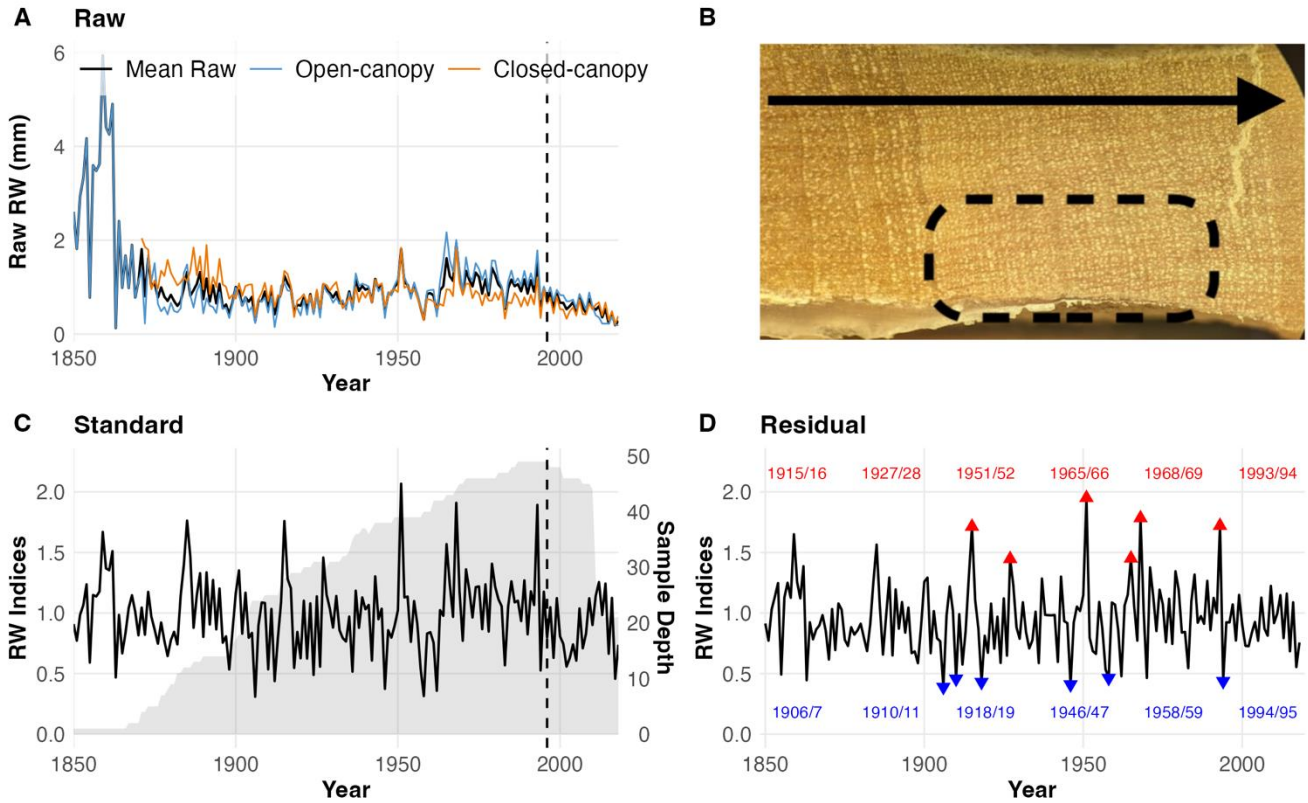 A Raw
6
4
2
0
Raw RW (mm)
Mean Raw Open-canopy Closed-canopy
1850 1900 1950 2000
Year
B
C Standard
2.0
1.5
1.0
0.5
0.0
RW Indices
50
40
30
20
10
0
Sample Depth
1850 1900 1950 2000
Year
D Residual
2.0
1.5
1.0
0.5
0.0
RW Indices
1915/16 1927/28 1951/52 1965/66 1968/69 1993/94
1906/7 1910/11 1918/19 1946/47 1958/59 1994/95
1850 1900 1950 2000
Year